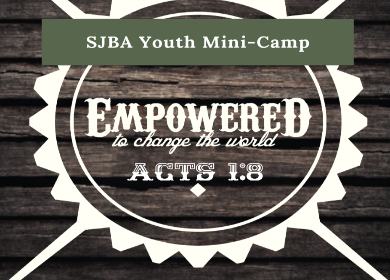 SJBA Youth Mini-Camp
EMPOWERED
to change the world
ACTS 1:8